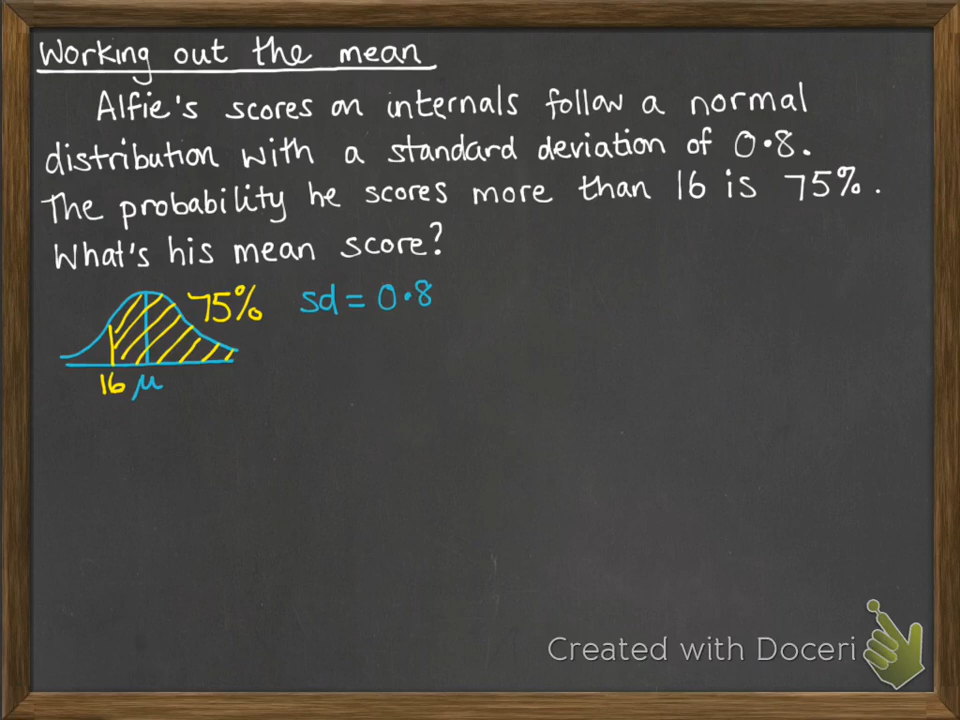 Working out the mean
Alfie's scores on internals follow a normal
distribution with a standard deviation of 0.8.
The probability he scores more than 16 is 75%.
What's his mean score?
75% sd = 0.8
16 μ
Created with Doceri